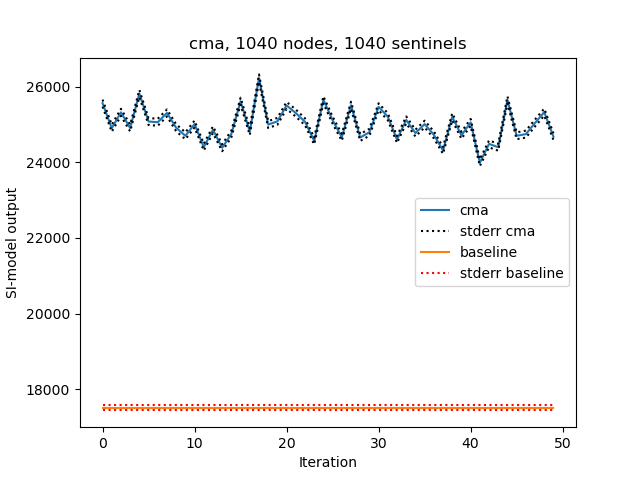 cma, 1040 nodes, 1040 sentinels
26000
24000
22000
20000
18000
SI-model output
cma
stderr cma
baseline
stderr baseline
0
10
20
30
40
50
Iteration